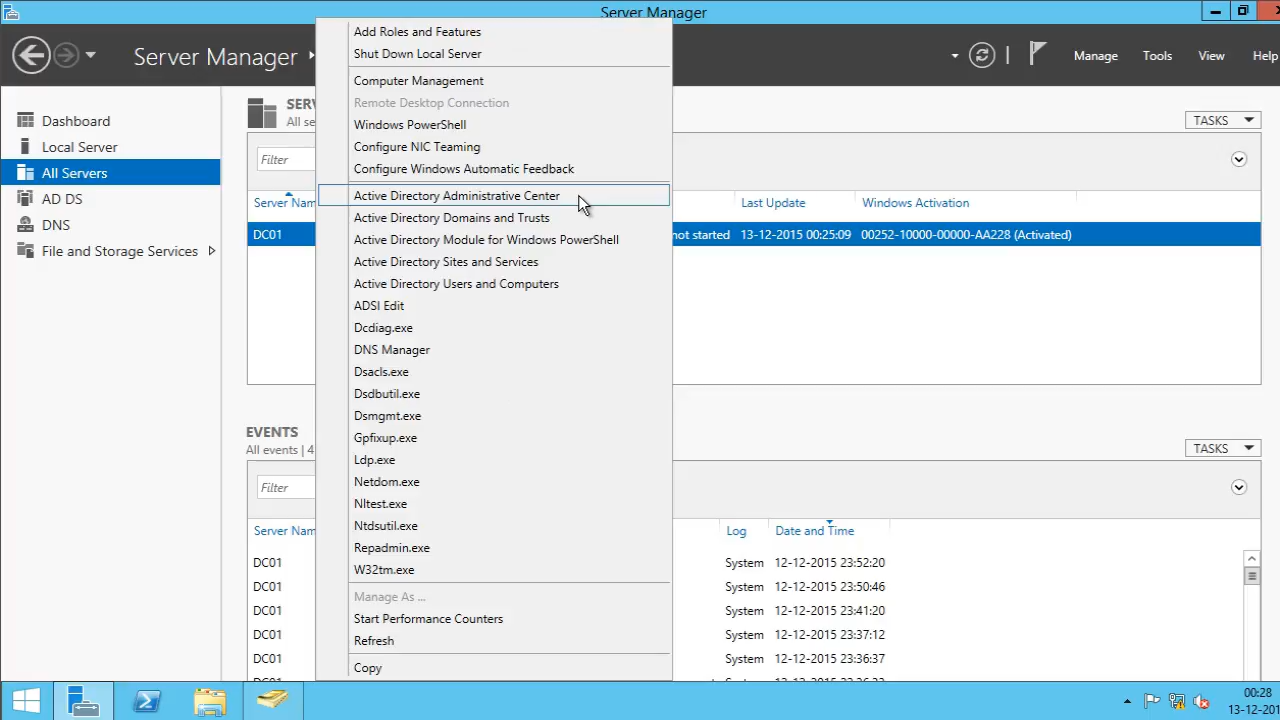 Server Manager
Server Manager
Manage
Tools
View
Help
Dashboard
Local Server
All Servers
AD DS
DNS
File and Storage Services
Add Roles and Features
Shut Down Local Server
Computer Management
Remote Desktop Connection
Windows PowerShell
Configure NIC Teaming
Configure Windows Automatic Feedback
Active Directory Administrative Center
Active Directory Domains and Trusts
Active Directory Module for Windows PowerShell
Active Directory Sites and Services
Active Directory Users and Computers
ADSI Edit
Dcdiag.exe
DNS Manager
Dsacls.exe
Dsdbutil.exe
Dsmgmt.exe
Gpfixup.exe
Ldp.exe
Netdom.exe
Nltest.exe
Ntdsutil.exe
Repadmin.exe
W32tm.exe
Manage As ...
Start Performance Counters
Refresh
Copy
SERV
All se
TASKS
Filter
Server Nam
Last Update
Windows Activation
DC01
not started
13-12-2015 00:25:09
00252-10000-00000-AA228 (Activated)
EVENTS
All events | 4
TASKS
Filter
Server Nam
Log
Date and Time
DC01
System
12-12-2015 23:52:20
DC01
System
12-12-2015 23:50:46
DC01
System
12-12-2015 23:41:20
DC01
System
12-12-2015 23:37:12
DC01
System
12-12-2015 23:36:37
00:28
13-12-201